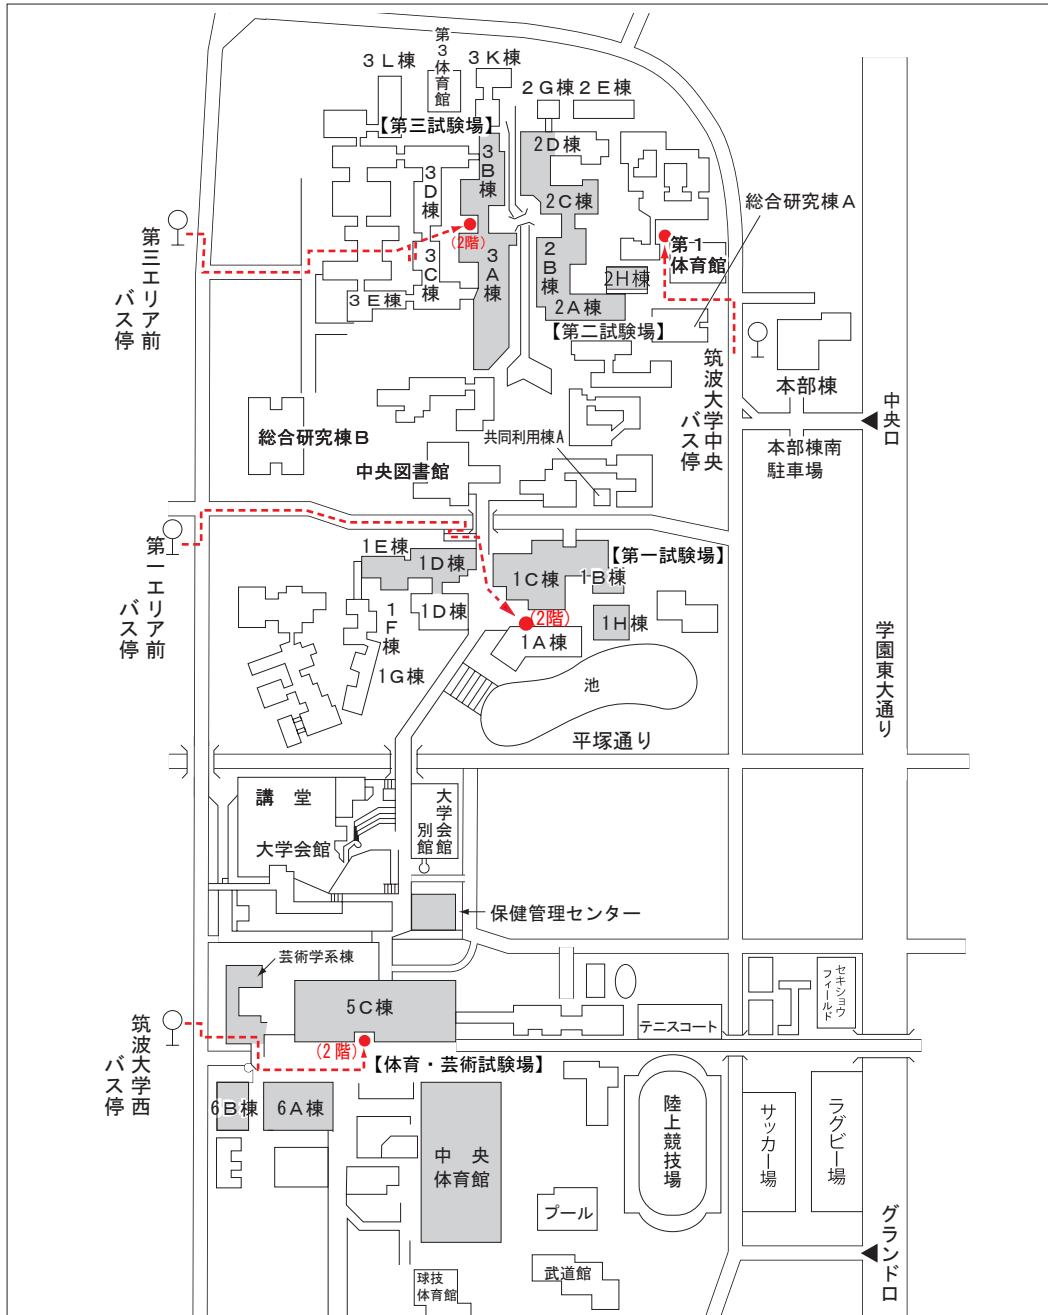 第3体育館
3L棟
3K棟
2G棟
2E棟
【第三試験場】
2D棟
3B棟
3D棟
2C棟
総合研究棟A
第三エリア前
バス停
(2階)
3C棟
3A棟
2B棟
第1
体育館
2H棟
3E棟
2A棟
【第二試験場】
筑波大学中央
バス停
本部棟
中央口
総合研究棟B
共同利用棟A
本部棟南
駐車場
中央図書館
第一エリア前
バス停
1E棟
1D棟
【第一試験場】
1C棟
1B棟
1D棟
1F棟
(2階)
1H棟
1A棟
学園東大通り
1G棟
池
平塚通り
講堂
大学会館
別館
大学会館
保健管理センター
芸術学系棟
セキショウ
フィールド
5C棟
筑波大学西
バス停
テニスコート
(2階)
【体育・芸術試験場】
6B棟
6A棟
陸上競技場
サッカー場
ラグビー場
中央
体育館
プール
グランド口
武道館
球技
体育館